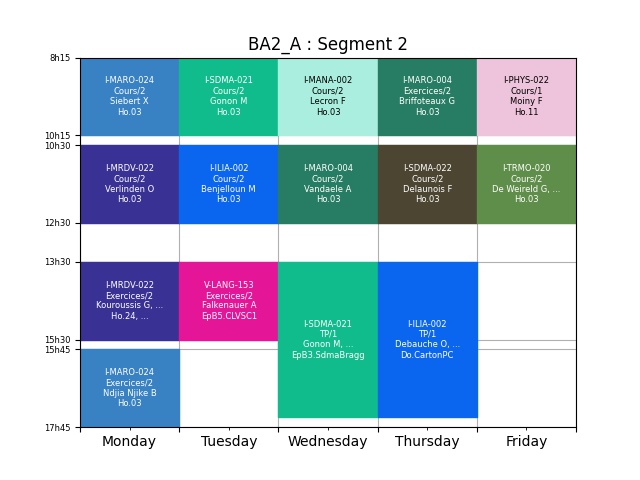 BA2_A : Segment 2
8h15
I-MARO-024
Cours/2
Siebert X
Ho.03
I-SDMA-021
Cours/2
Gonon M
Ho.03
I-MANA-002
Cours/2
Lecron F
Ho.03
I-MARO-004
Exercices/2
Briffoteaux G
Ho.03
I-PHYS-022
Cours/1
Moiny F
Ho.11
10h15
10h30
I-MRDV-022
Cours/2
Verlinden O
Ho.03
I-ILIA-002
Cours/2
Benjelloun M
Ho.03
I-MARO-004
Cours/2
Vandaele A
Ho.03
I-SDMA-022
Cours/2
Delaunois F
Ho.03
I-TRMO-020
Cours/2
De Weireld G, ...
Ho.03
12h30
13h30
I-MRDV-022
Exercices/2
Kouroussis G, ...
Ho.24, ...
V-LANG-153
Exercices/2
Falkenauer A
EpB5.CLVSC1
I-SDMA-021
TP/1
Gonon M, ...
EpB3.SdmaBragg
I-ILIA-002
TP/1
Debauche O, ...
Do.CartonPC
15h30
15h45
I-MARO-024
Exercices/2
Ndjia Njike B
Ho.03
17h45
Monday
Tuesday
Wednesday
Thursday
Friday